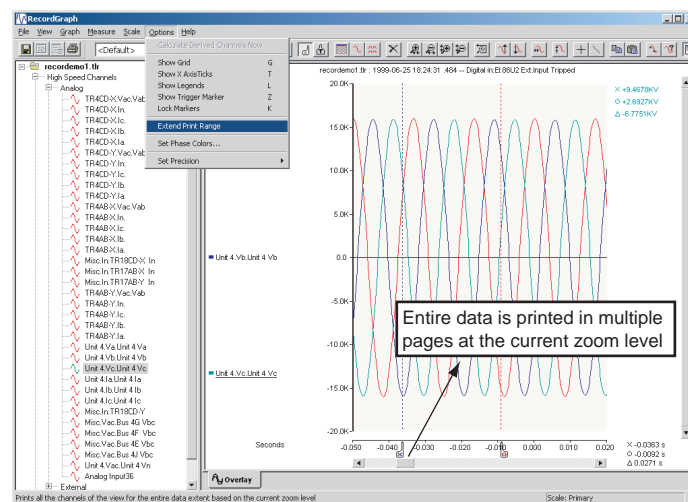 RecordGraph
File View Graph Measure Scale Options Help
<Default>
Calculate Derived Channels Now
Show Grid G
Show X AxisTicks T
Show Legends L
Show Trigger Marker Z
Lock Markers K
Extend Print Range
Set Phase Colors...
Set Precision
recordemo1.tlr
High Speed Channels
Analog
TR4CD-X.Vac.Vab
TR4CD-X.In.
TR4CD-X.Ic.
TR4CD-X.Ib.
TR4CD-X.Ia.
TR4CD-Y.Vac.Vab
TR4CD-Y.In.
TR4CD-Y.Ic.
TR4CD-Y.Ib.
TR4CD-Y.Ia.
TR4AB-X.Vac.Vab
TR4AB-X.In.
TR4AB-X.Ic.
TR4AB-X.Ib.
TR4AB-X.Ia.
Misc.In.TR18CD-X In
Misc.In.TR17AB-X In
Misc.In.TR17AB-Y In
TR4AB-Y.Vac.Vab
TR4AB-Y.In.
TR4AB-Y.Ic.
TR4AB-Y.Ib.
TR4AB-Y.Ia.
Unit 4.Va.Unit 4 Va
Unit 4.Vb.Unit 4 Vb
Unit 4.Vc.Unit 4 Vc
Unit 4.Ia.Unit 4 Ia
Unit 4.Ib.Unit 4 Ib
Unit 4.Ic.Unit 4 Ic
Misc.In.TR18CD-Y
Misc.Vac.Bus 4G Vbc
Misc.Vac.Bus 4F Vbc
Misc.Vac.Bus 4E Vbc
Misc.Vac.Bus 4J Vbc
Unit 4.Vac.Unit 4 Vn
Analog Input36
External
recordemo1.tlr : 1999-06-25 18:24:31 .484 -- Digital in:El:86U2 Ext.Input Tripped
X +9.4678KV
O +2.6927KV
Δ -6.7751KV
20.0K
15.0K
10.0K
5.0K
0.0
-5.0K
-10.0K
-15.0K
-20.0K
Unit 4.Vb.Unit 4 Vb
Unit 4.Vc.Unit 4 Vc
Entire data is printed in multiple
pages at the current zoom level
Seconds
-0.050 -0.040 -0.030 -0.020 -0.010 0.000 0.010 0.020
X -0.0363 s
O -0.0092 s
Δ 0.0271 s
Overlay
Prints all the channels of the view for the entire data extent based on the current zoom level
Scale: Primary